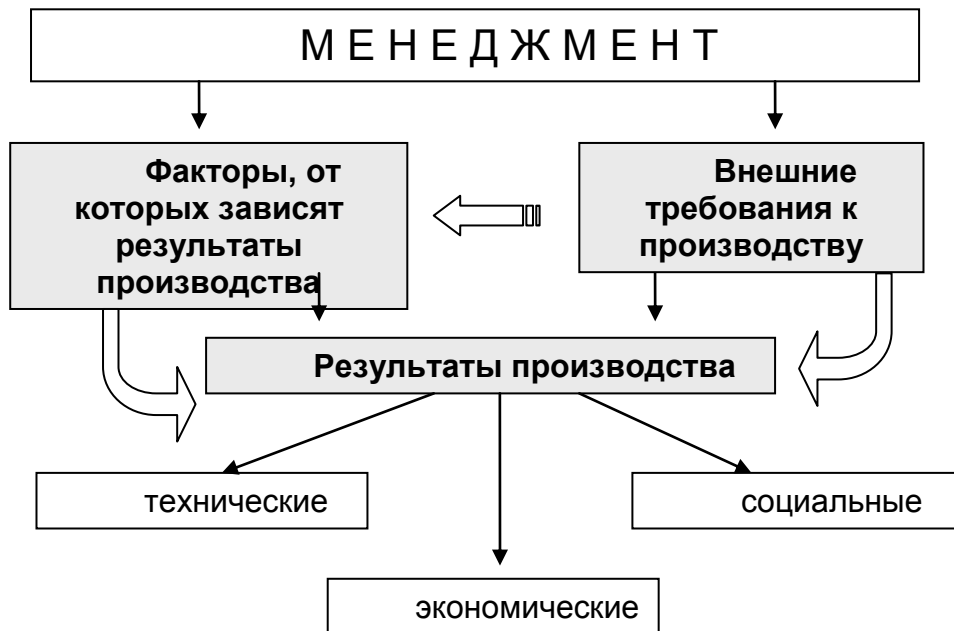 М Е Н Е Д Ж М Е Н Т
Факторы, от
которых зависят
результаты
производства
Внешние
требования к
производству
Результаты производства
технические
социальные
экономические